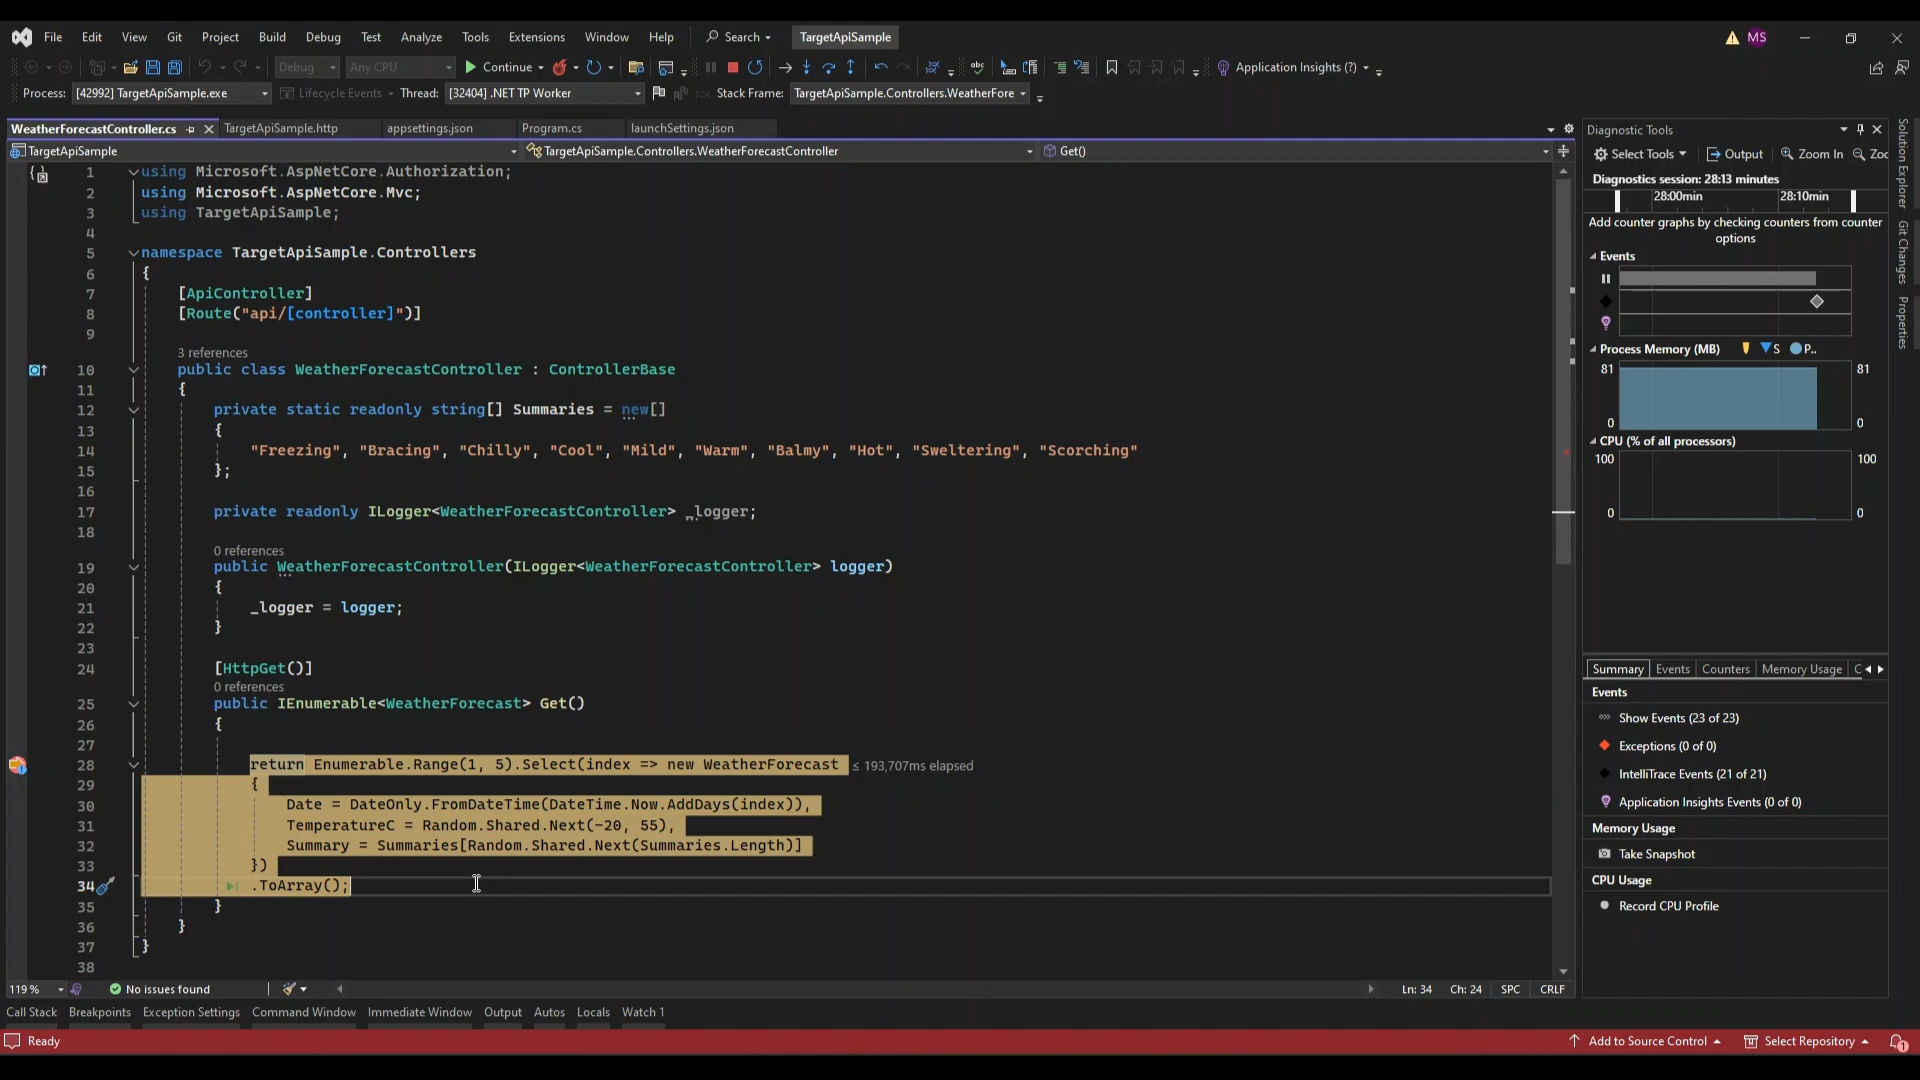 File Edit View Git Project Build Debug Test Analyze Tools Extensions Window Help Search TargetApiSample MS
Debug Any CPU Continue Application Insights (?)
Process: [42992] TargetApiSample.exe Lifecycle Events Thread: [32404] .NET TP Worker Stack Frame: TargetApiSample.Controllers.WeatherFore
WeatherForecastController.cs TargetApiSample.http appsettings.json Program.cs launchSettings.json
TargetApiSample TargetApiSample.Controllers.WeatherForecastController Get()
1 using Microsoft.AspNetCore.Authorization;
2 using Microsoft.AspNetCore.Mvc;
3 using TargetApiSample;
4
5 namespace TargetApiSample.Controllers
6 {
7 [ApiController]
8 [Route("api/[controller]")]
9
3 references
10 public class WeatherForecastController : ControllerBase
11 {
12 private static readonly string[] Summaries = new[]
13 {
14 "Freezing", "Bracing", "Chilly", "Cool", "Mild", "Warm", "Balmy", "Hot", "Sweltering", "Scorching"
15 };
16
17 private readonly ILogger<WeatherForecastController> _logger;
18
0 references
19 public WeatherForecastController(ILogger<WeatherForecastController> logger)
20 {
21 _logger = logger;
22 }
23
24 [HttpGet()]
0 references
25 public IEnumerable<WeatherForecast> Get()
26 {
27
28 return Enumerable.Range(1, 5).Select(index => new WeatherForecast ≤ 193,707ms elapsed
29 {
30 Date = DateOnly.FromDateTime(DateTime.Now.AddDays(index)),
31 TemperatureC = Random.Shared.Next(-20, 55),
32 Summary = Summaries[Random.Shared.Next(Summaries.Length)]
33 })
34 .ToArray();
35 }
36 }
37 }
38
119 % No issues found Ln: 34 Ch: 24 SPC CRLF
Diagnostic Tools
Select Tools Output Zoom In Zoo
Diagnostics session: 28:13 minutes
28:00min 28:10min
Add counter graphs by checking counters from counter
options
Events
Process Memory (MB) S P..
81 81
0 0
CPU (% of all processors)
100 100
0 0
Summary Events Counters Memory Usage C
Events
Show Events (23 of 23)
Exceptions (0 of 0)
IntelliTrace Events (21 of 21)
Application Insights Events (0 of 0)
Memory Usage
Take Snapshot
CPU Usage
Record CPU Profile
Solution Explorer
Git Changes
Properties
Call Stack Breakpoints Exception Settings Command Window Immediate Window Output Autos Locals Watch 1
Ready Add to Source Control Select Repository 1